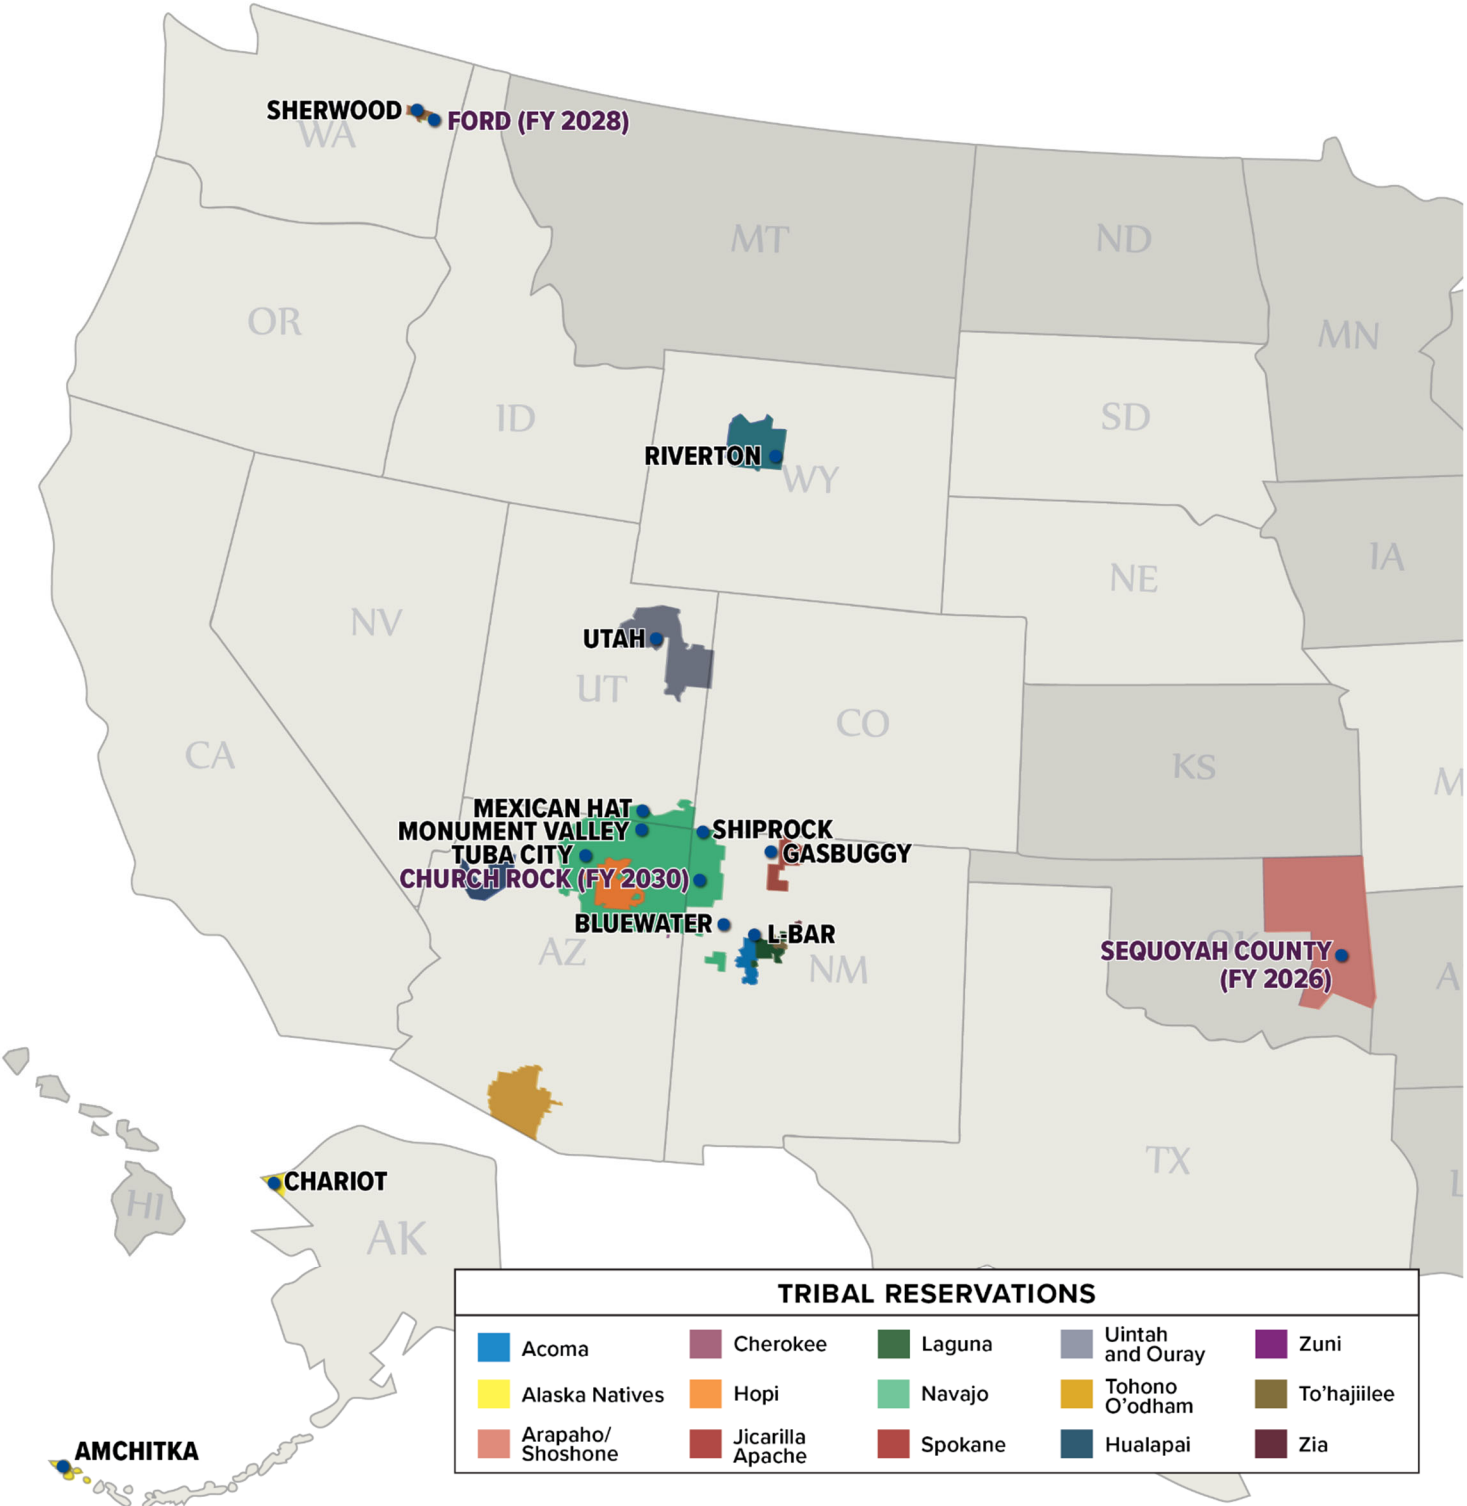 SHERWOOD
FORD (FY 2028)
WA
MT
ND
MN
OR
ID
SD
RIVERTON
WY
IA
NE
NV
UTAH
UT
CO
CA
KS
M
MEXICAN HAT
MONUMENT VALLEY
SHIPROCK
TUBA CITY
GASBUGGY
CHURCH ROCK (FY 2030)
BLUEWATER
L-BAR
AZ
NM
OK
SEQUOYAH COUNTY
(FY 2026)
A
TX
L
CHARIOT
HI
AK
AMCHITKA
TRIBAL RESERVATIONS
Acoma
Alaska Natives
Arapaho/
Shoshone
Cherokee
Hopi
Jicarilla
Apache
Laguna
Navajo
Spokane
Uintah
and Ouray
Tohono
O'odham
Hualapai
Zuni
To'hajiilee
Zia